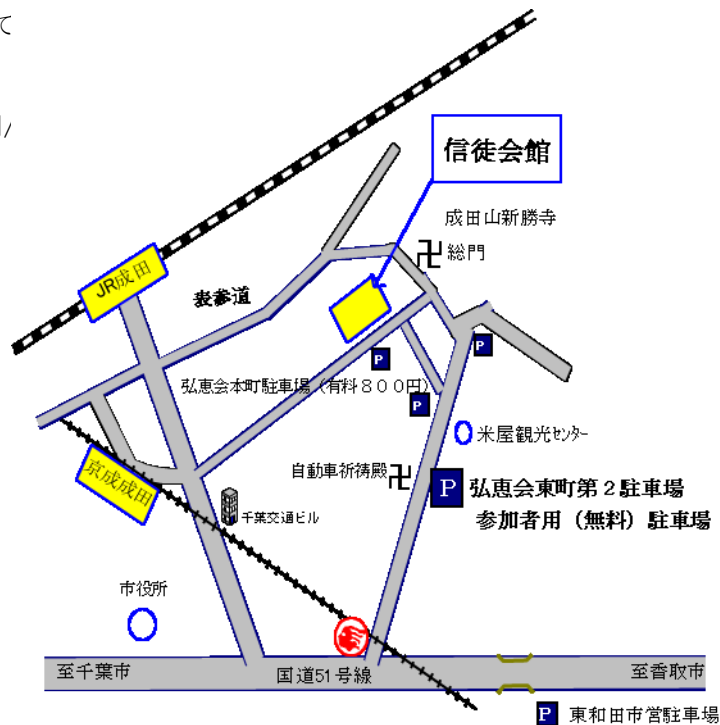 て
信徒会館
成田山新勝寺
総門
JR成田
表参道
P
P
弘恵会本町駐車場(有料800円)
P
米屋観光センター
京成成田
自動車祈祷殿
P 弘恵会東町第2駐車場
参加者用(無料)駐車場
千葉交通ビル
市役所
至千葉市
国道51号線
至香取市
P 東和田市営駐車場